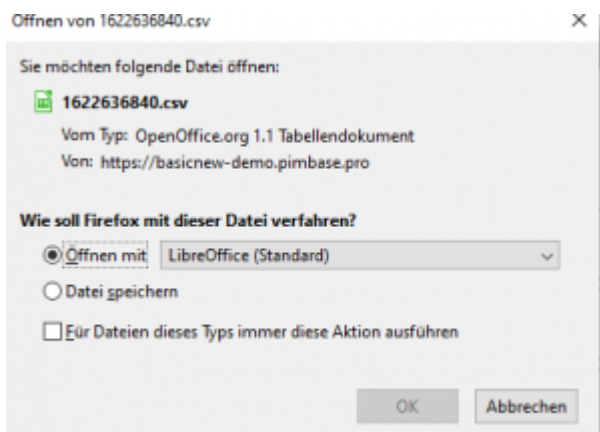 Öffnen von 1622636840.csv
Sie möchten folgende Datei öffnen:
1622636840.csv
Vom Typ: OpenOffice.org 1.1 Tabellendokument
Von: https://basicnew-demo.pimbase.pro
Wie soll Firefox mit dieser Datei verfahren?
Öffnen mit LibreOffice (Standard)
Datei speichern
Für Dateien dieses Typs immer diese Aktion ausführen
OK Abbrechen